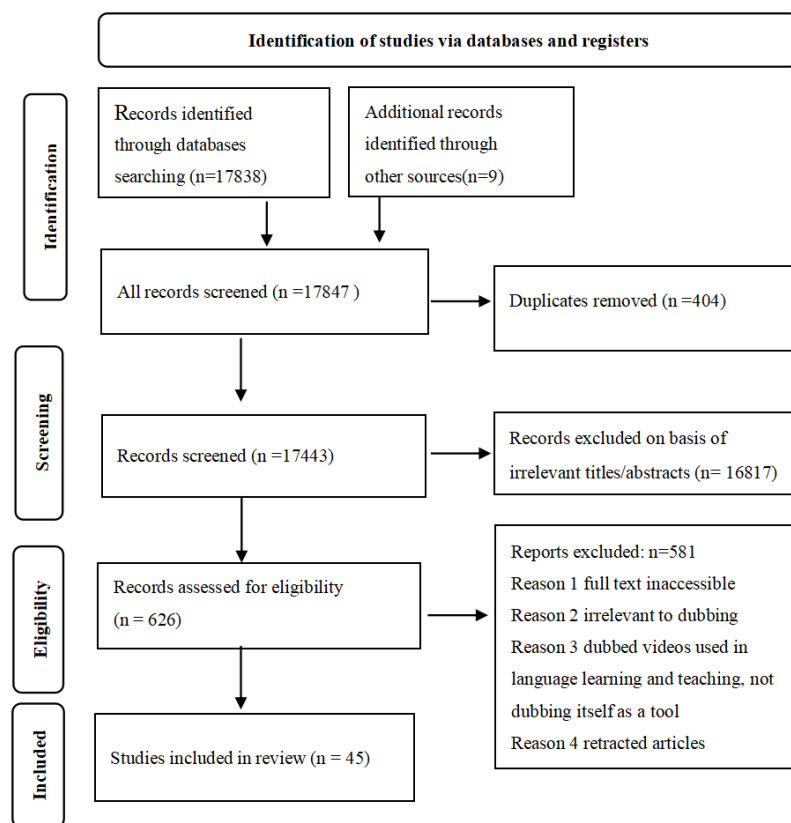 Identification of studies via databases and registers
Identification
Records identified
through databases
searching (n=17838)
Additional records
identified through
other sources(n=9)
All records screened (n =17847 )
Duplicates removed (n =404)
Screening
Records screened (n =17443)
Records excluded on basis of
irrelevant titles/abstracts (n= 16817)
Eligibility
Records assessed for eligibility
(n = 626)
Reports excluded: n=581
Reason 1 full text inaccessible
Reason 2 irrelevant to dubbing
Reason 3 dubbed videos used in
language learning and teaching, not
dubbing itself as a tool
Reason 4 retracted articles
Included
Studies included in review (n = 45)